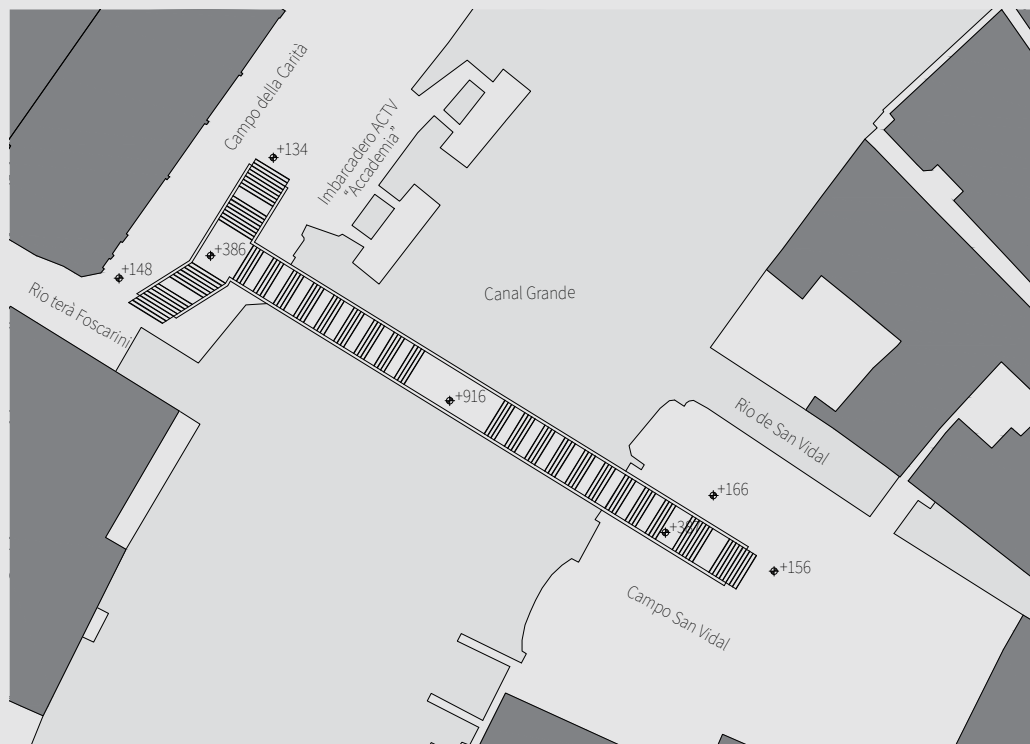 Campo della Carità
Imbarcadero ACTV
“Accademia”
+134
+386
+148
Rio terà Foscarini
Canal Grande
+916
Rio de San Vidal
+166
+156
Campo San Vidal